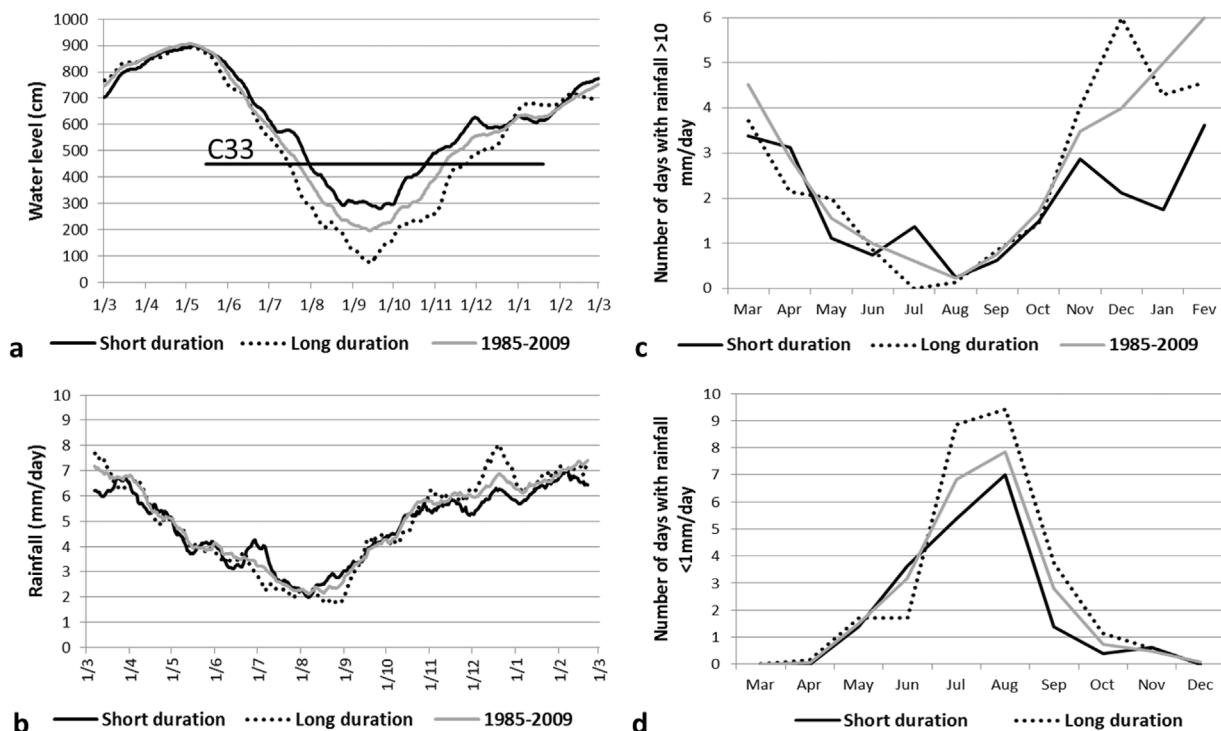 Water level (cm)
1000
900
800
700
600
500
400
300
200
100
0
C33
1/3 1/4 1/5 1/6 1/7 1/8 1/9 1/10 1/11 1/12 1/1 1/2 1/3
a
Short duration Long duration 1985-2009
Number of days with rainfall >10
mm/day
6
5
4
3
2
1
0
Mar Apr May Jun Jul Aug Sep Oct Nov Dec Jan Fev
c
Short duration Long duration 1985-2009
Rainfall (mm/day)
10
9
8
7
6
5
4
3
2
1
0
1/3 1/4 1/5 1/6 1/7 1/8 1/9 1/10 1/11 1/12 1/1 1/2 1/3
b
Short duration Long duration 1985-2009
Number of days with rainfall
<1mm/day
10
9
8
7
6
5
4
3
2
1
0
Mar Apr May Jun Jul Aug Sep Oct Nov Dec
d
Short duration Long duration